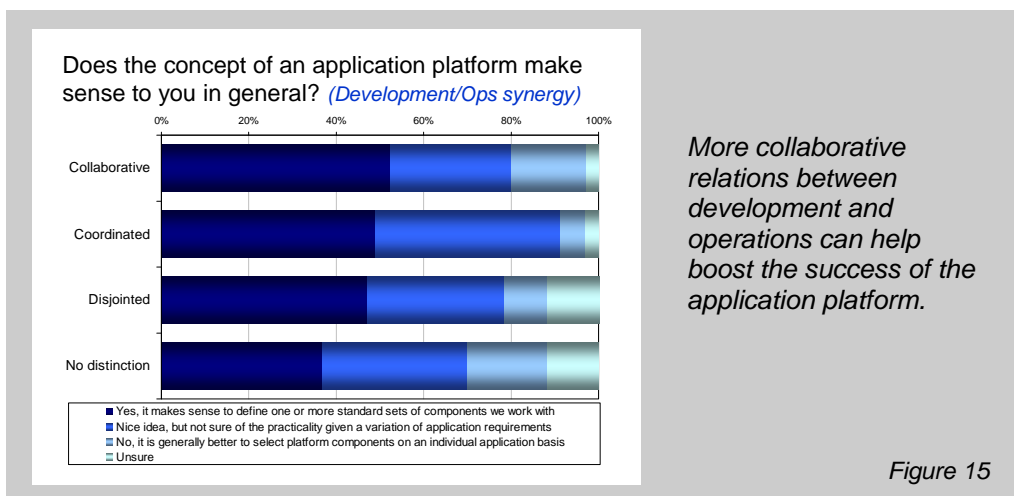 Does the concept of an application platform make
sense to you in general? (Development/Ops synergy)
0% 20% 40% 60% 80% 100%
Collaborative
Coordinated
Disjointed
No distinction
Yes, it makes sense to define one or more standard sets of components we work with
Nice idea, but not sure of the practicality given a variation of application requirements
No, it is generally better to select platform components on an individual application basis
Unsure
More collaborative
relations between
development and
operations can help
boost the success of the
application platform.
Figure 15